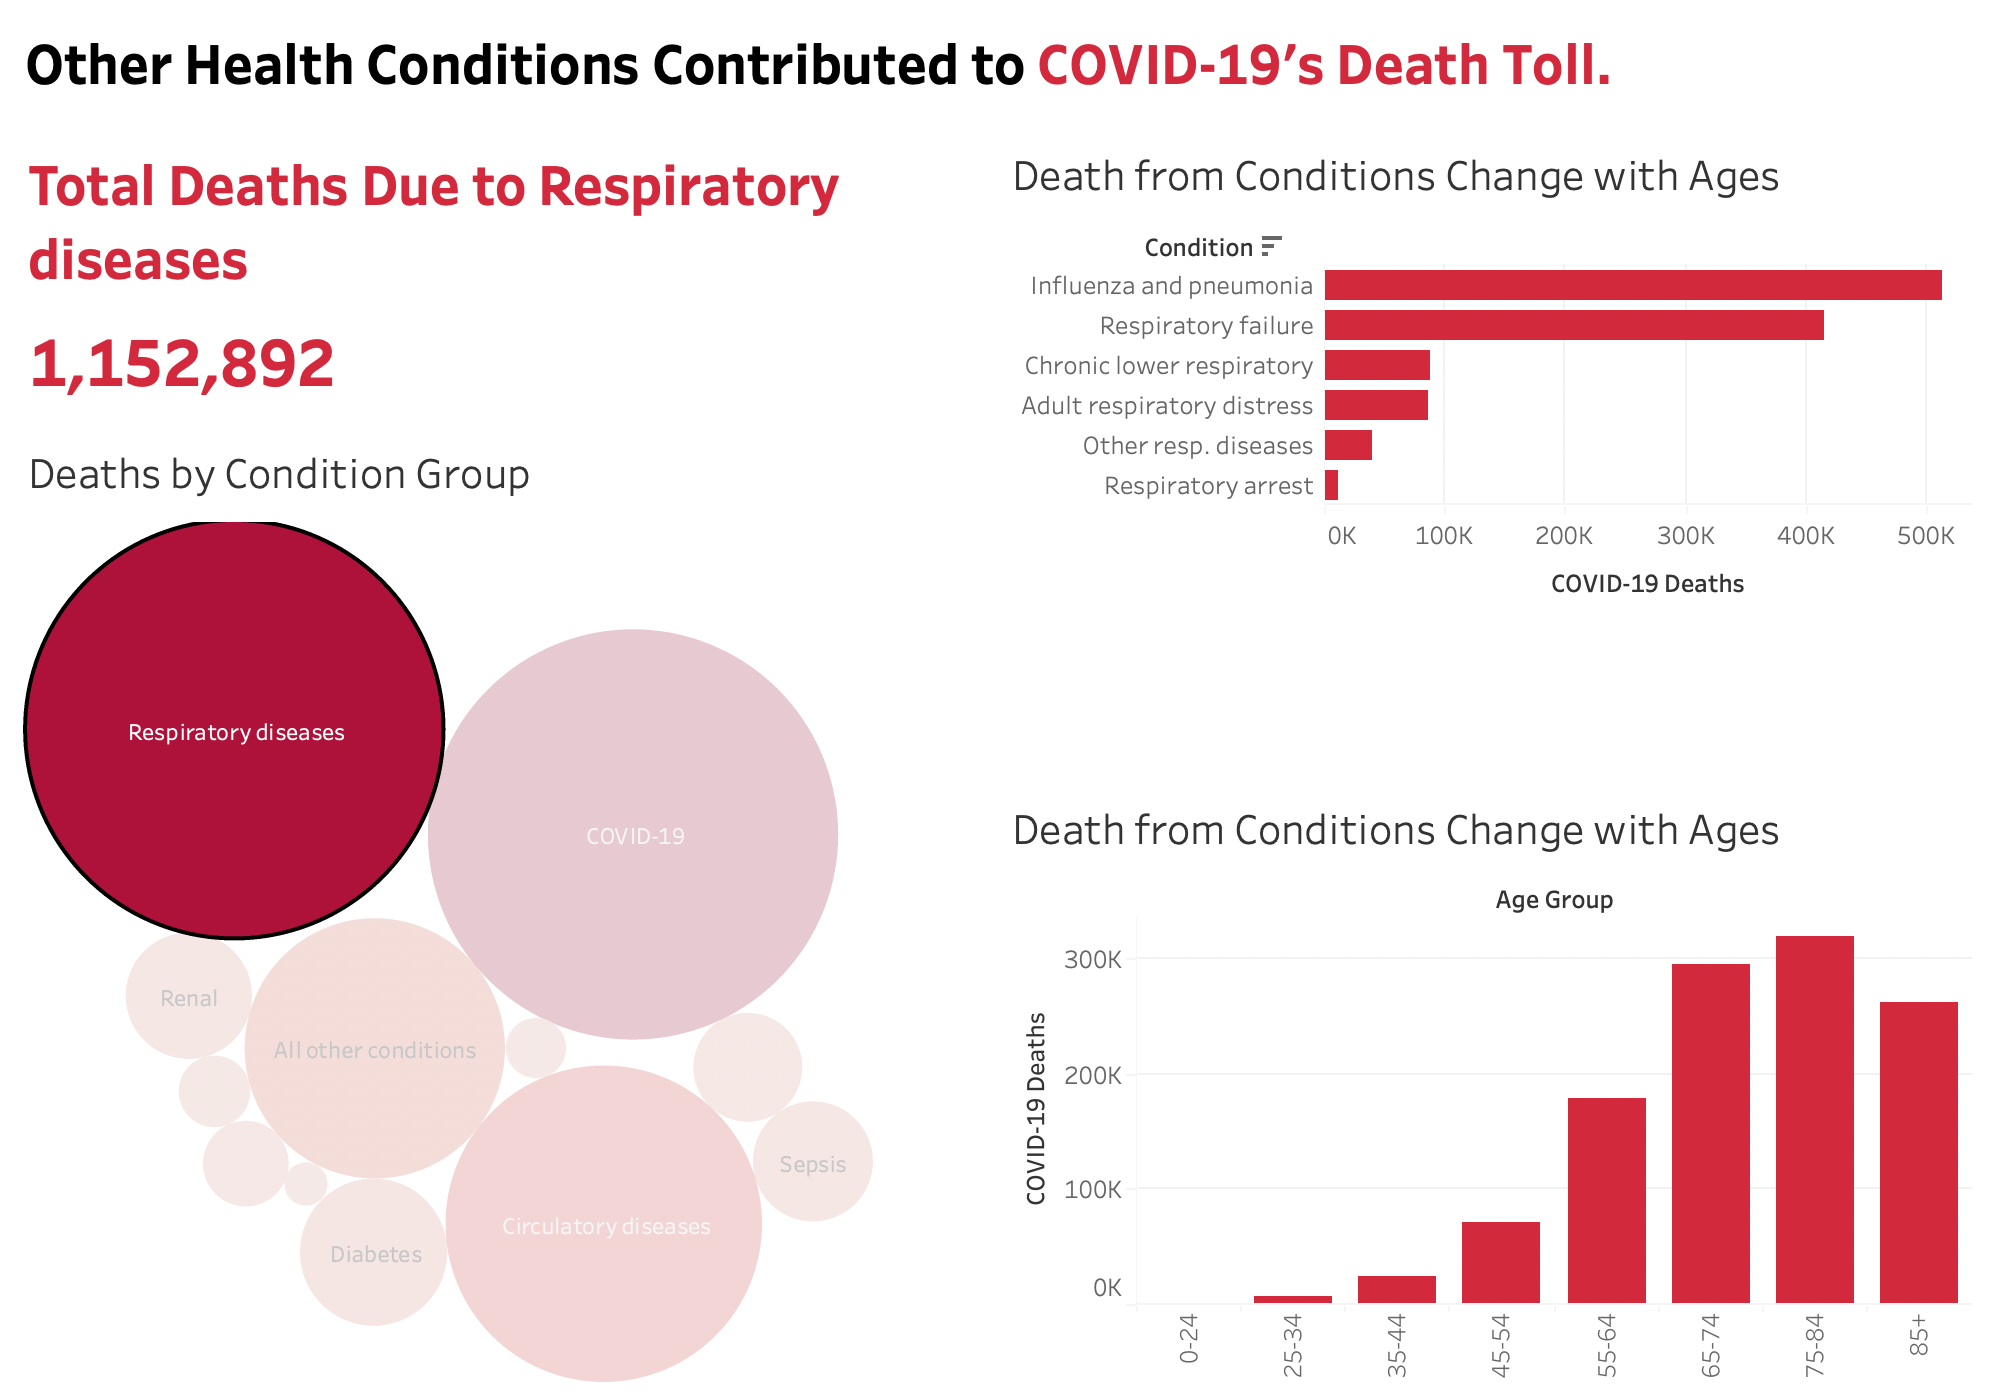 Other Health Conditions Contributed to COVID-19’s Death Toll.
Total Deaths Due to Respiratory
diseases
1,152,892
Deaths by Condition Group
Respiratory diseases
COVID-19
Renal
All other conditions
Sepsis
Circulatory diseases
Diabetes
Death from Conditions Change with Ages
Condition
Influenza and pneumonia
Respiratory failure
Chronic lower respiratory
Adult respiratory distress
Other resp. diseases
Respiratory arrest
0K 100K 200K 300K 400K 500K
COVID-19 Deaths
Death from Conditions Change with Ages
Age Group
300K
200K
100K
0K
COVID-19 Deaths
0-24 25-34 35-44 45-54 55-64 65-74 75-84 85+